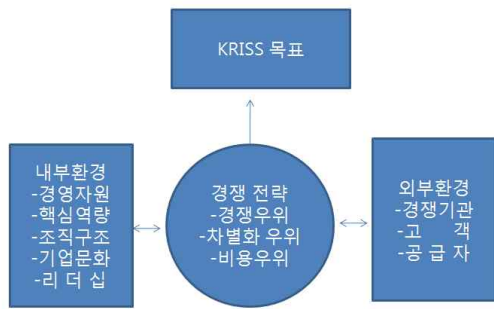 KRISS 목표
내부환경
-경영자원
-핵심역량
-조직구조
-기업문화
-리 더 십
경쟁 전략
-경쟁우위
-차별화 우위
-비용우위
외부환경
-경쟁기관
-고 객
-공 급 자